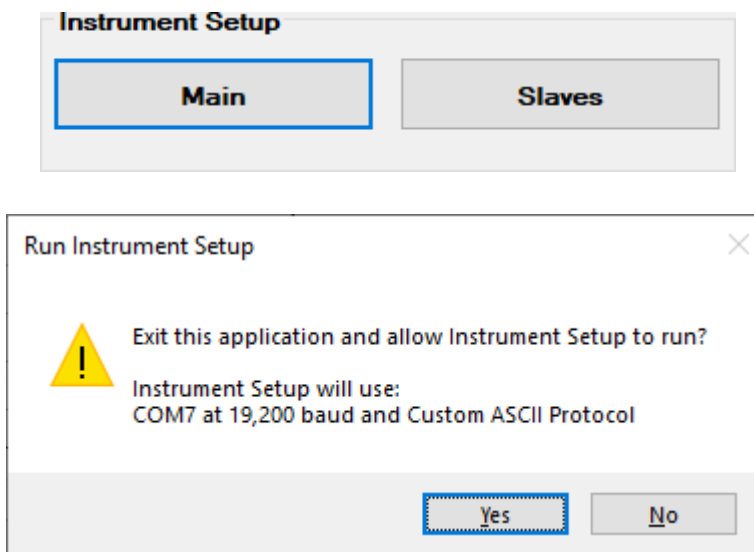 Instrument Setup
Main Slaves
Run Instrument Setup
Exit this application and allow Instrument Setup to run?
Instrument Setup will use:
COM7 at 19,200 baud and Custom ASCII Protocol
Yes No